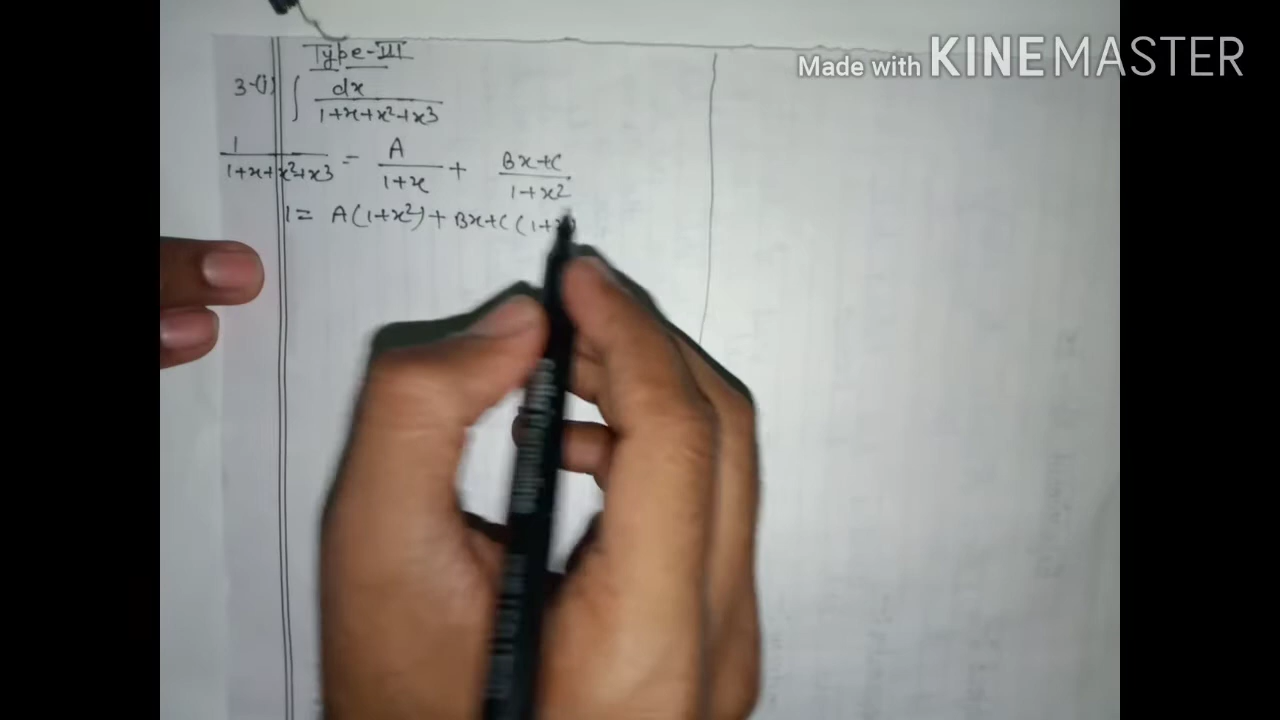 Made with KINEMASTER
Type-III
3-(i) ∫ dx / 1+x+x²+x3
1 / 1+x+x²+x3 = A / 1+x + Bx+C / 1+x2
1 = A(1+x²)+Bx+C(1+x)